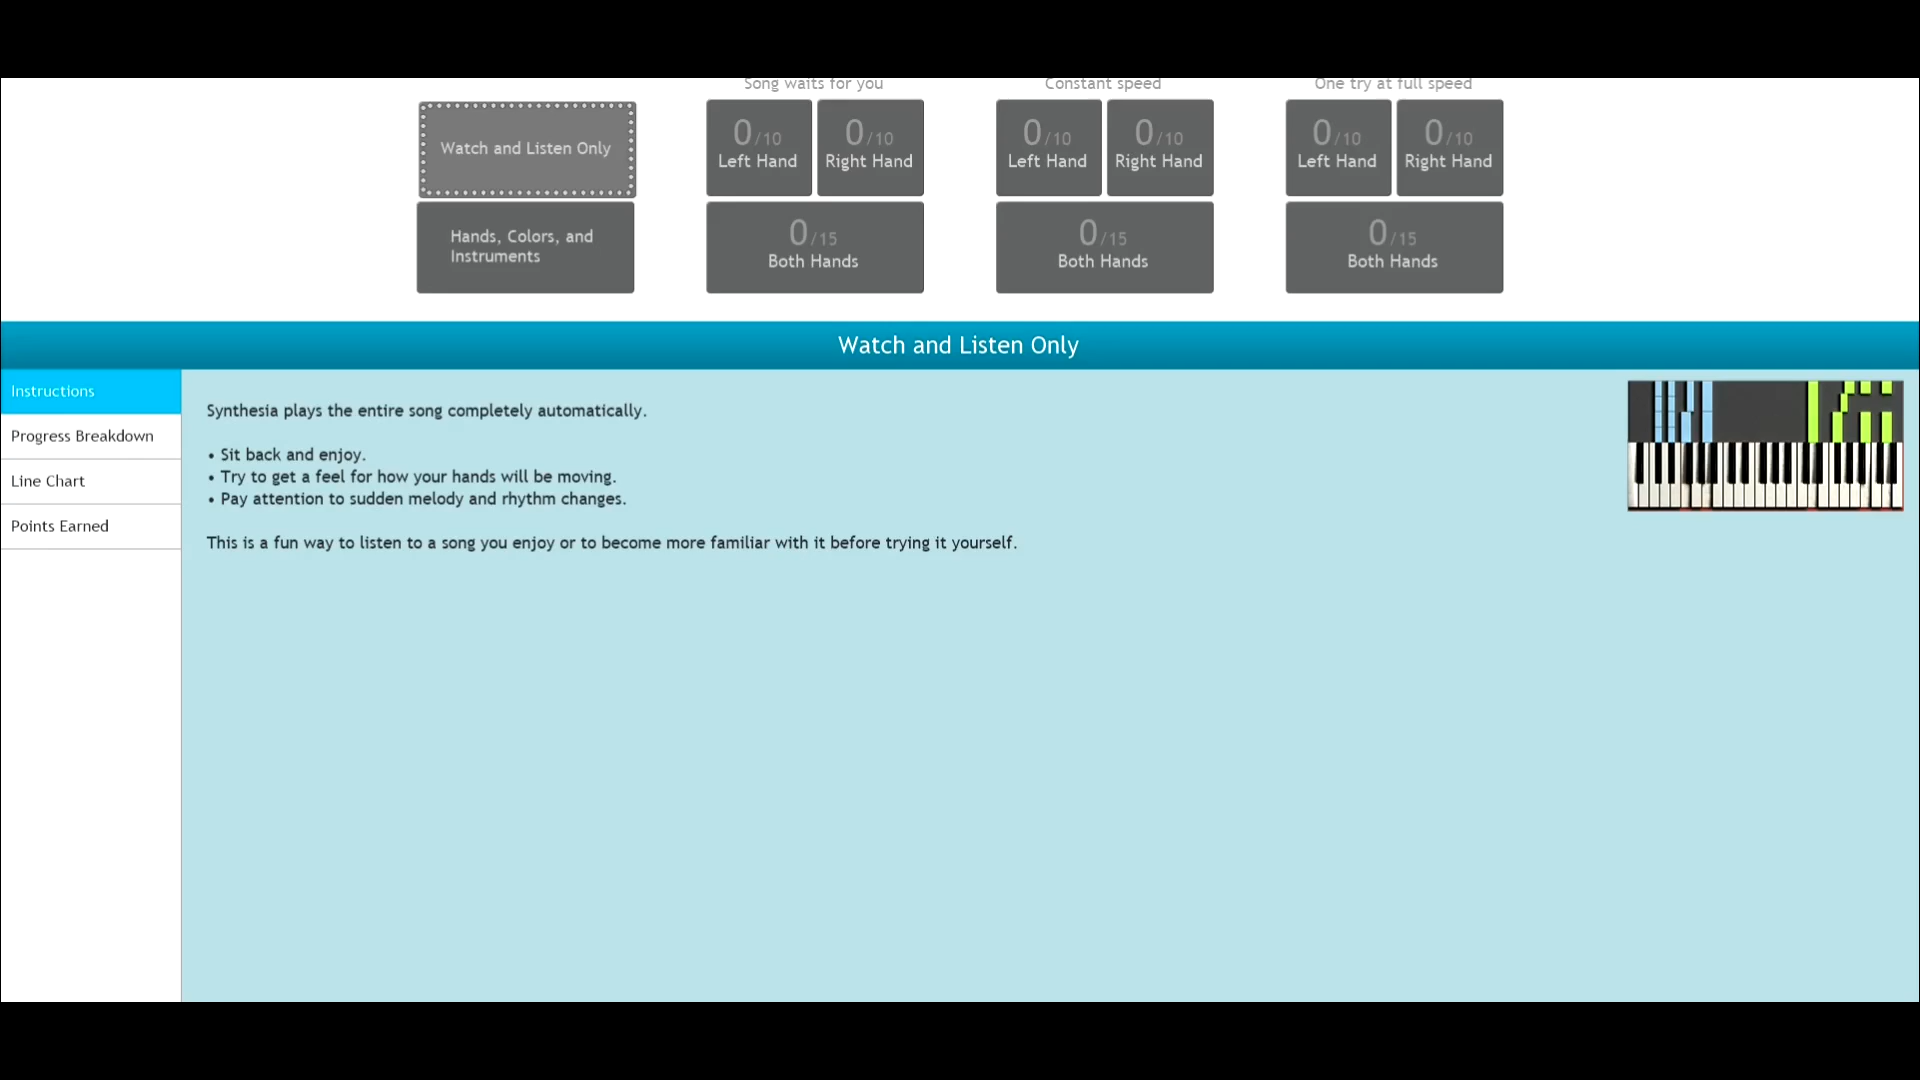 Song waits for you
Constant speed
One try at full speed
Watch and Listen Only
0/10
Left Hand
0/10
Right Hand
0/10
Left Hand
0/10
Right Hand
0/10
Left Hand
0/10
Right Hand
Hands, Colors, and
Instruments
0/15
Both Hands
0/15
Both Hands
0/15
Both Hands
Watch and Listen Only
Instructions
Progress Breakdown
Line Chart
Points Earned
Synthesia plays the entire song completely automatically.
• Sit back and enjoy.
• Try to get a feel for how your hands will be moving.
• Pay attention to sudden melody and rhythm changes.
This is a fun way to listen to a song you enjoy or to become more familiar with it before trying it yourself.